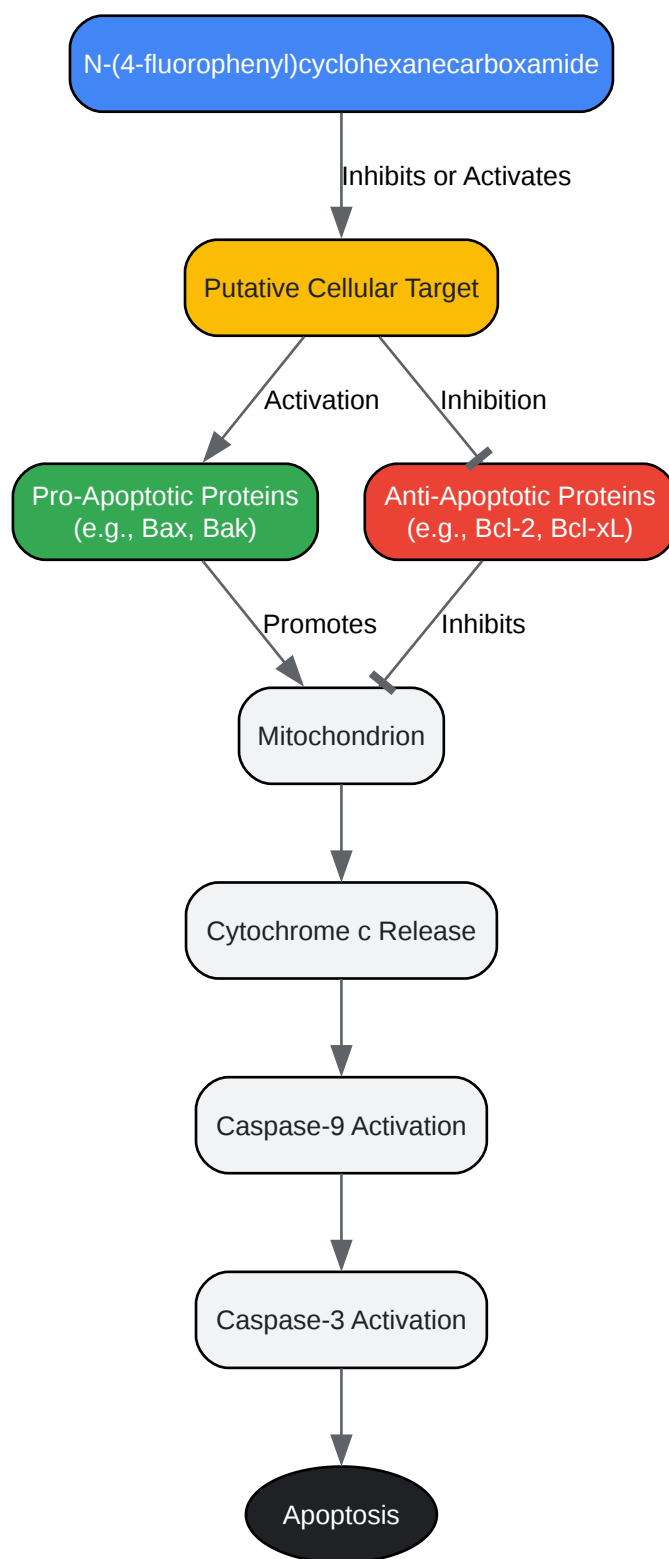 N-(4-fluorophenyl)cyclohexanecarboxamide
Inhibits or Activates
Putative Cellular Target
Activation
Inhibition
Pro-Apoptotic Proteins
(e.g., Bax, Bak)
Anti-Apoptotic Proteins
(e.g., Bcl-2, Bcl-xL)
Promotes
Inhibits
Mitochondrion
Cytochrome c Release
Caspase-9 Activation
Caspase-3 Activation
Apoptosis